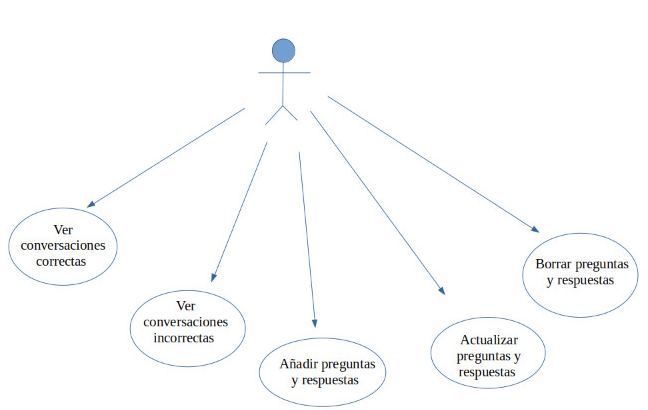 Ver
conversaciones
correctas
Ver
conversaciones
incorrectas
Añadir preguntas
y respuestas
Actualizar
preguntas y
respuestas
Borrar preguntas
y respuestas